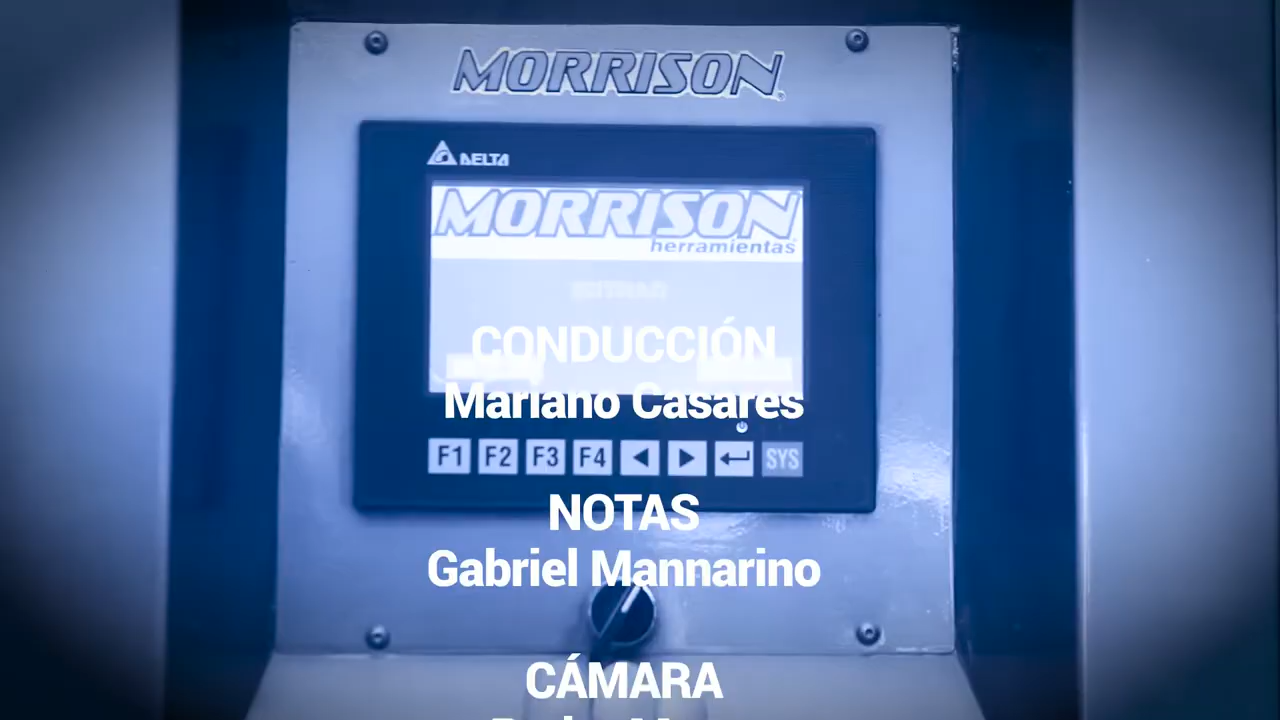 MORRISON
DELTA
MORRISON
herramientas
CONDUCCIÓN
Mariano Casares
F1 F2 F3 F4 SYS
NOTAS
Gabriel Mannarino
CÁMARA